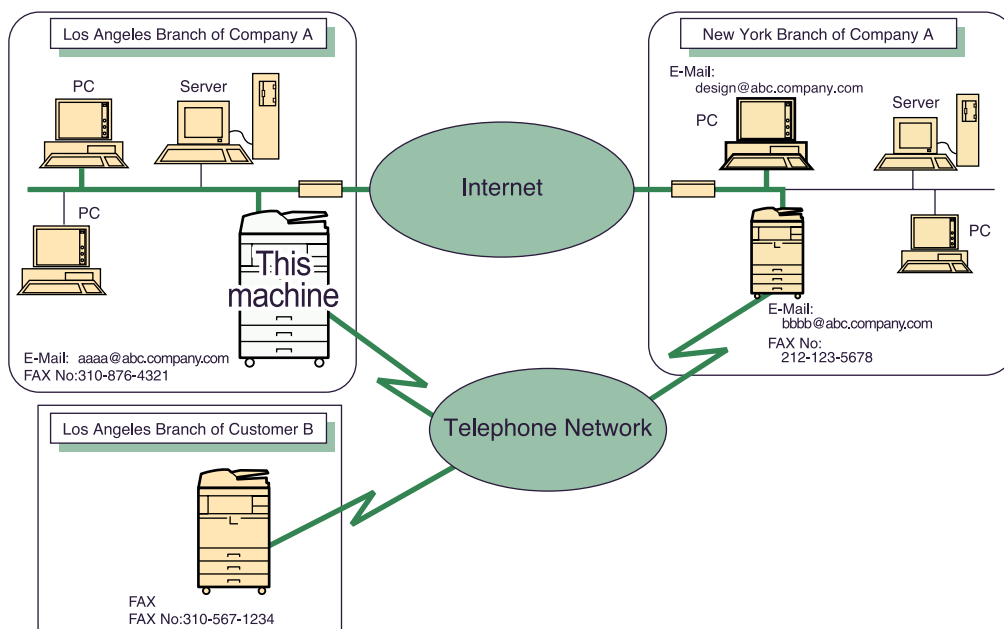 Los Angeles Branch of Company A
PC
Server
PC
This
machine
E-Mail: aaaa@abc.company.com
FAX No:310-876-4321
Internet
New York Branch of Company A
E-Mail:
design@abc.company.com
PC
Server
PC
E-Mail:
bbbb@abc.company.com
FAX No:
212-123-5678
Telephone Network
Los Angeles Branch of Customer B
FAX
FAX No:310-567-1234